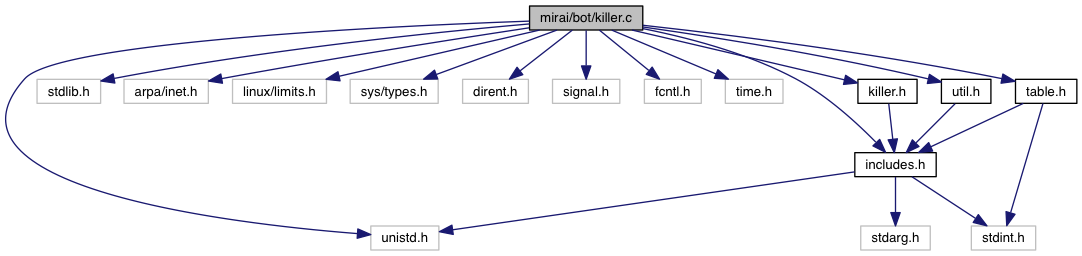 mirai/bot/killer.c
stdlib.h
arpa/inet.h
linux/limits.h
sys/types.h
dirent.h
signal.h
fcntl.h
time.h
killer.h
util.h
table.h
includes.h
unistd.h
stdarg.h
stdint.h